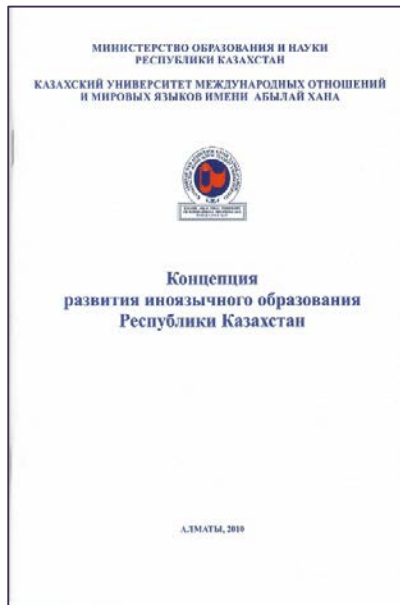 МИНИСТЕРСТВО ОБРАЗОВАНИЯ И НАУКИ
РЕСПУБЛИКИ КАЗАХСТАН
КАЗАХСКИЙ УНИВЕРСИТЕТ МЕЖДУНАРОДНЫХ ОТНОШЕНИЙ
И МИРОВЫХ ЯЗЫКОВ ИМЕНИ АБЫЛАЙ ХАНА
Концепция
развития иноязычного образования
Республики Казахстан
АЛМАТЫ, 2010